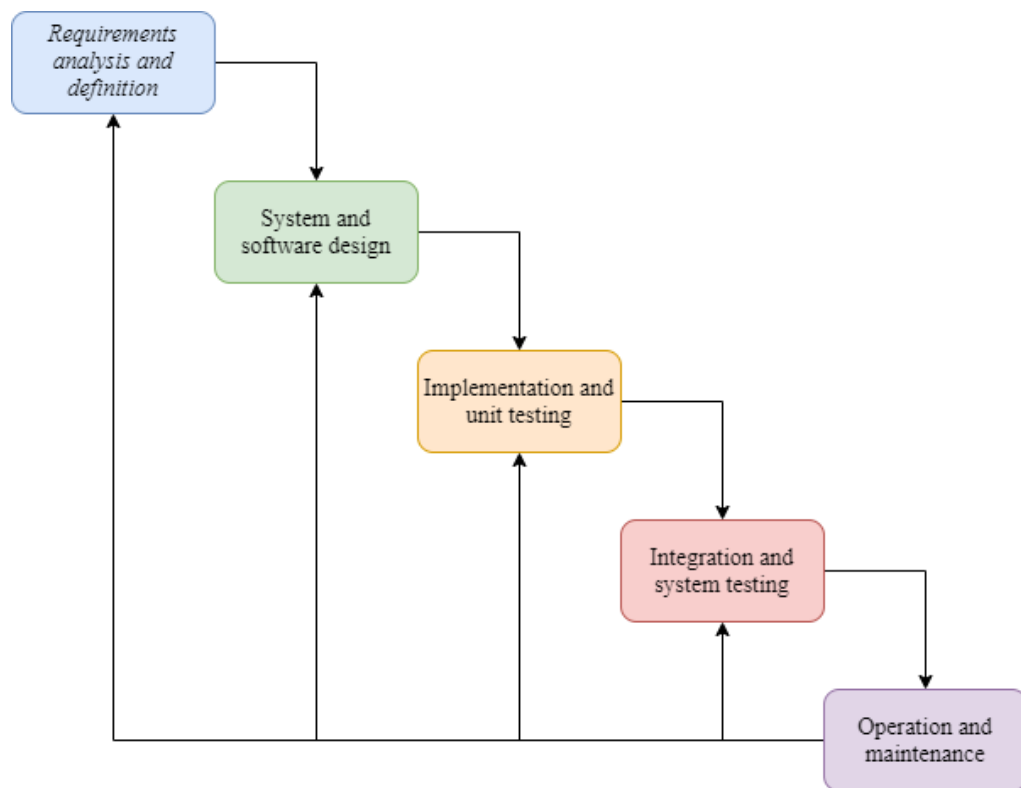 Requirements
analysis and
definition
System and
software design
Implementation and
unit testing
Integration and
system testing
Operation and
maintenance